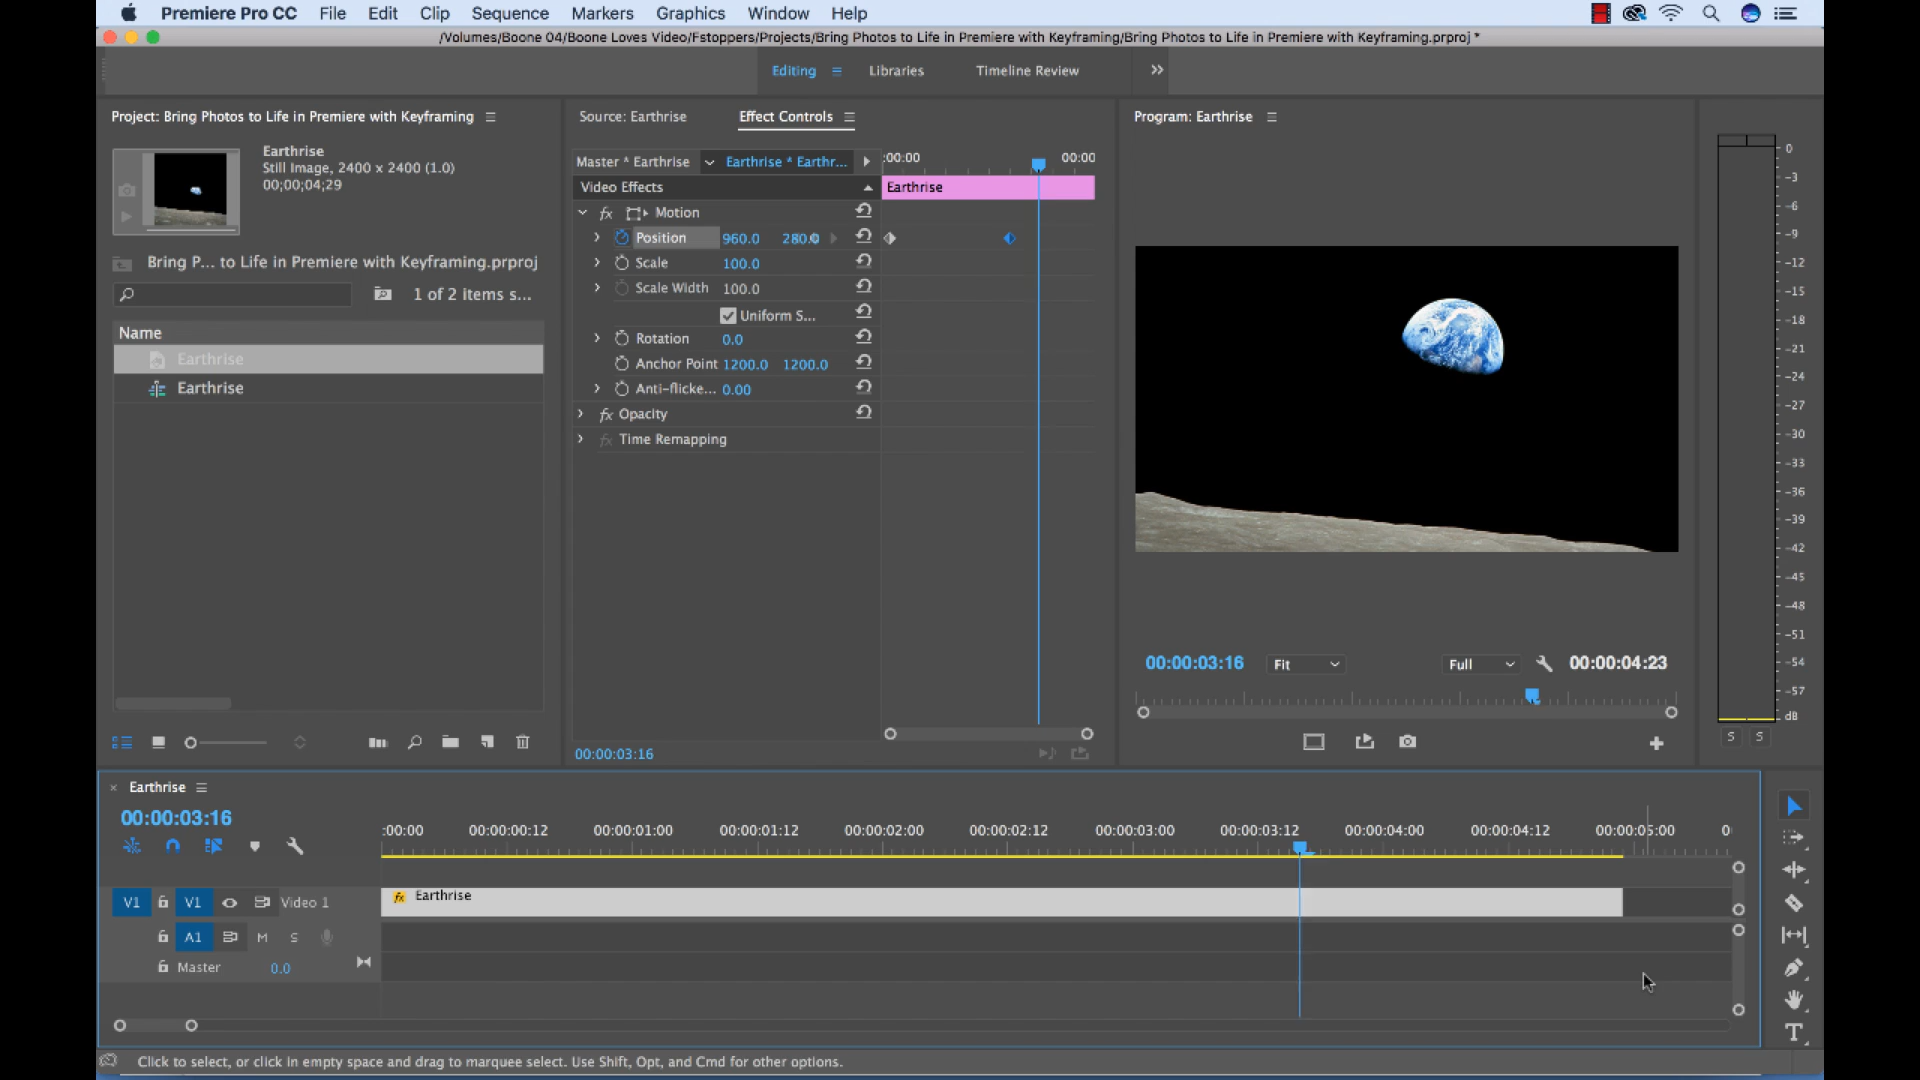 Premiere Pro CC File Edit Clip Sequence Markers Graphics Window Help
/Volumes/Boone 04/Boone Loves Video/Fstoppers/Projects/Bring Photos to Life in Premiere with Keyframing/Bring Photos to Life in Premiere with Keyframing.prproj *
Editing Libraries Timeline Review
Project: Bring Photos to Life in Premiere with Keyframing
Earthrise
Still Image, 2400 x 2400 (1.0)
00;00;04;29
Bring P... to Life in Premiere with Keyframing.prproj
1 of 2 items s...
Name
Earthrise
Earthrise
Source: Earthrise Effect Controls
Master * Earthrise Earthrise * Earthr... :00:00 00:00
Video Effects Earthrise
fx Motion
Position 960.0 280.0
Scale 100.0
Scale Width 100.0
Uniform S...
Rotation 0.0
Anchor Point 1200.0 1200.0
Anti-flicke... 0.00
fx Opacity
fx Time Remapping
00:00:03:16
Program: Earthrise
00:00:03:16 Fit Full 00:00:04:23
0
-3
-6
-9
-12
-15
-18
-21
-24
-27
-30
-33
-36
-39
-42
-45
-48
-51
-54
-57
dB
S S
Earthrise
00:00:03:16
:00:00 00:00:00:12 00:00:01:00 00:00:01:12 00:00:02:00 00:00:02:12 00:00:03:00 00:00:03:12 00:00:04:00 00:00:04:12 00:00:05:00 0
V1 V1 Video 1 fx Earthrise
A1 M S
Master 0.0
T
Click to select, or click in empty space and drag to marquee select. Use Shift, Opt, and Cmd for other options.